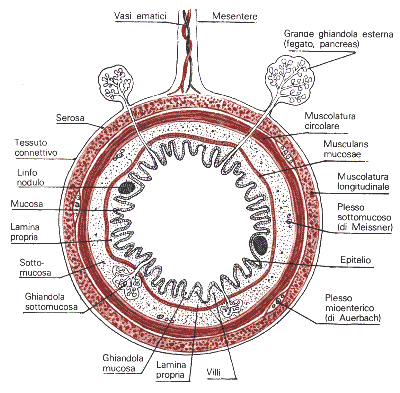 Vasi ematici
Mesentere
Grande ghiandola esterna
(fegato, pancreas)
Serosa
Muscolatura
circolare
Tessuto
connettivo
Muscularis
mucosae
Linfo
nodulo
Muscolatura
longitudinale
Mucosa
Plesso
sottomucoso
(di Meissner)
Lamina
propria
Epitelio
Sotto-
mucosa
Ghiandola
sottomucosa
Plesso
mioenterico
(di Auerbach)
Ghiandola
mucosa
Lamina
propria
Villi